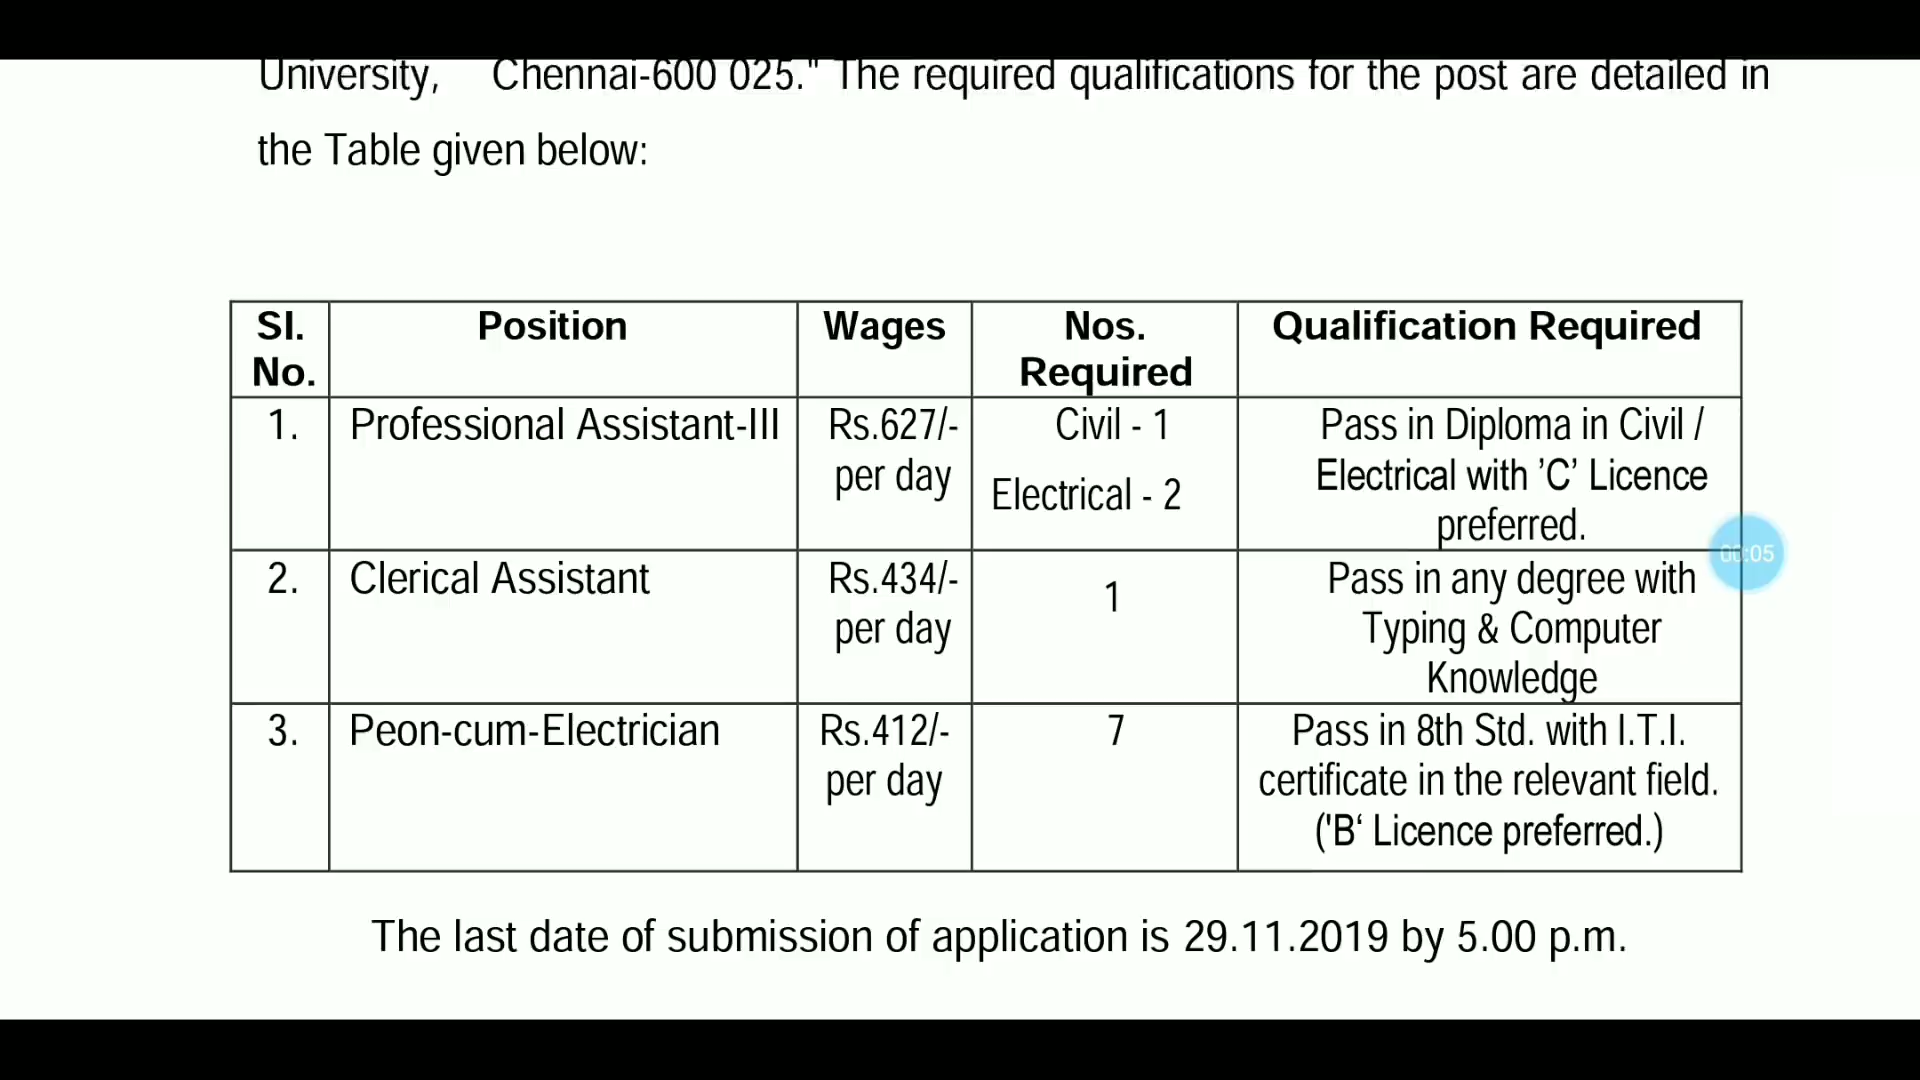 University, Chennai-600 025." The required qualifications for the post are detailed in
the Table given below:
Sl. No. Position Wages Nos. Required Qualification Required
1. Professional Assistant-III Rs.627/- per day Civil - 1 Electrical - 2 Pass in Diploma in Civil / Electrical with ’C’ Licence preferred.
2. Clerical Assistant Rs.434/- per day 1 Pass in any degree with Typing & Computer Knowledge
3. Peon-cum-Electrician Rs.412/- per day 7 Pass in 8th Std. with I.T.I. certificate in the relevant field. ('B‘ Licence preferred.)
00:05
The last date of submission of application is 29.11.2019 by 5.00 p.m.